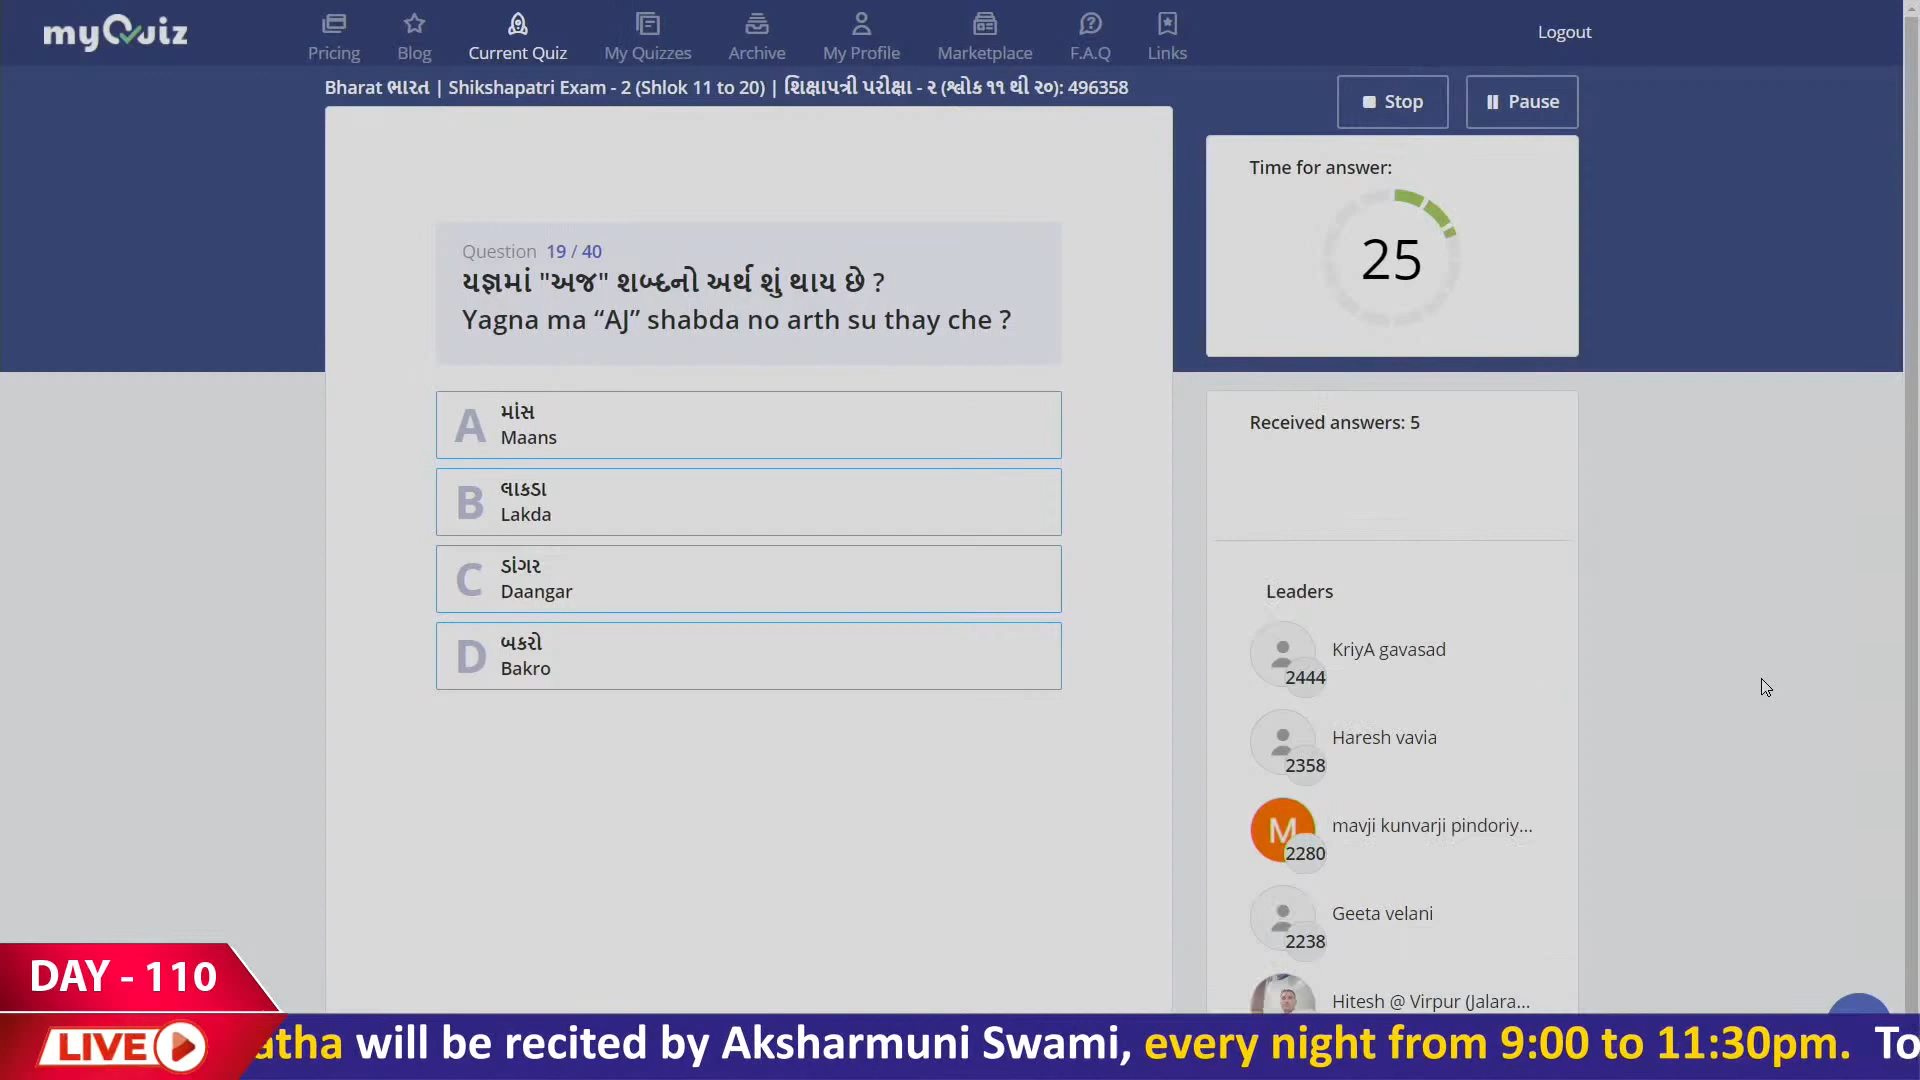 myQuiz
Pricing
Blog
Current Quiz
My Quizzes
Archive
My Profile
Marketplace
F.A.Q
Links
Logout
Bharat ભારત | Shikshapatri Exam - 2 (Shlok 11 to 20) | શિક્ષાપત્રી પરીક્ષા - ૨ (શ્લોક ૧૧ થી ૨૦): 496358
Stop
Pause
Time for answer:
25
Question 19 / 40
યજ્ઞમાં "અજ" શબ્દનો અર્થ શું થાય છે ?
Yagna ma “AJ” shabda no arth su thay che ?
A
માંસ
Maans
B
લાકડા
Lakda
C
ડાંગર
Daangar
D
બકરો
Bakro
Received answers: 5
Leaders
KriyA gavasad
2444
Haresh vavia
2358
M
mavji kunvarji pindoriy...
2280
Geeta velani
2238
Hitesh @ Virpur (Jalara...
DAY - 110
LIVE
atha will be recited by Aksharmuni Swami, every night from 9:00 to 11:30pm. To